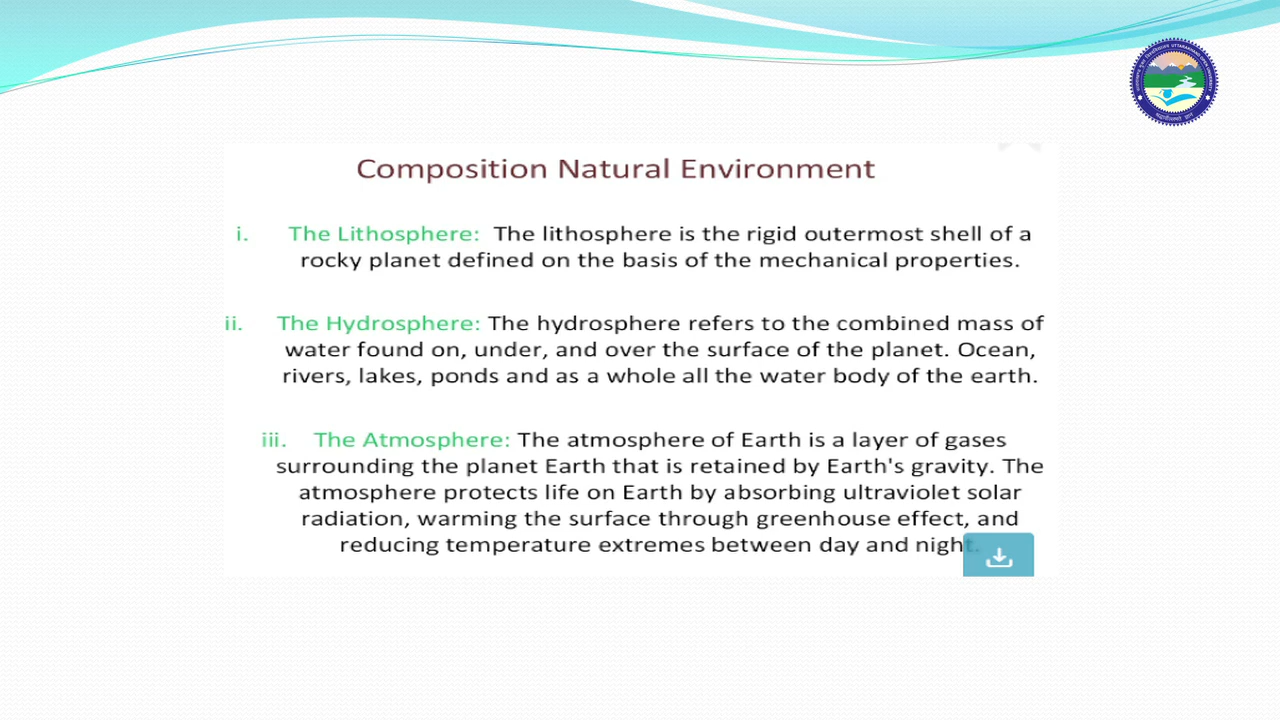 Composition Natural Environment
i. The Lithosphere: The lithosphere is the rigid outermost shell of a
rocky planet defined on the basis of the mechanical properties.
ii. The Hydrosphere: The hydrosphere refers to the combined mass of
water found on, under, and over the surface of the planet. Ocean,
rivers, lakes, ponds and as a whole all the water body of the earth.
iii. The Atmosphere: The atmosphere of Earth is a layer of gases
surrounding the planet Earth that is retained by Earth's gravity. The
atmosphere protects life on Earth by absorbing ultraviolet solar
radiation, warming the surface through greenhouse effect, and
reducing temperature extremes between day and night.